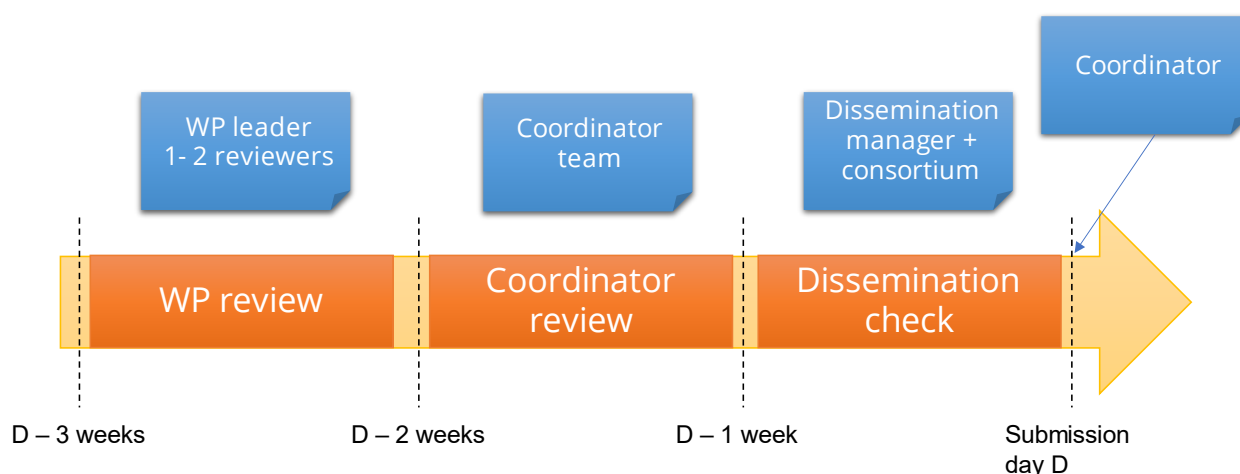 Coordinator
WP leader
1- 2 reviewers
Coordinator
team
Dissemination
manager +
consortium
WP review
Coordinator
review
Dissemination
check
D – 3 weeks
D – 2 weeks
D – 1 week
Submission
day D